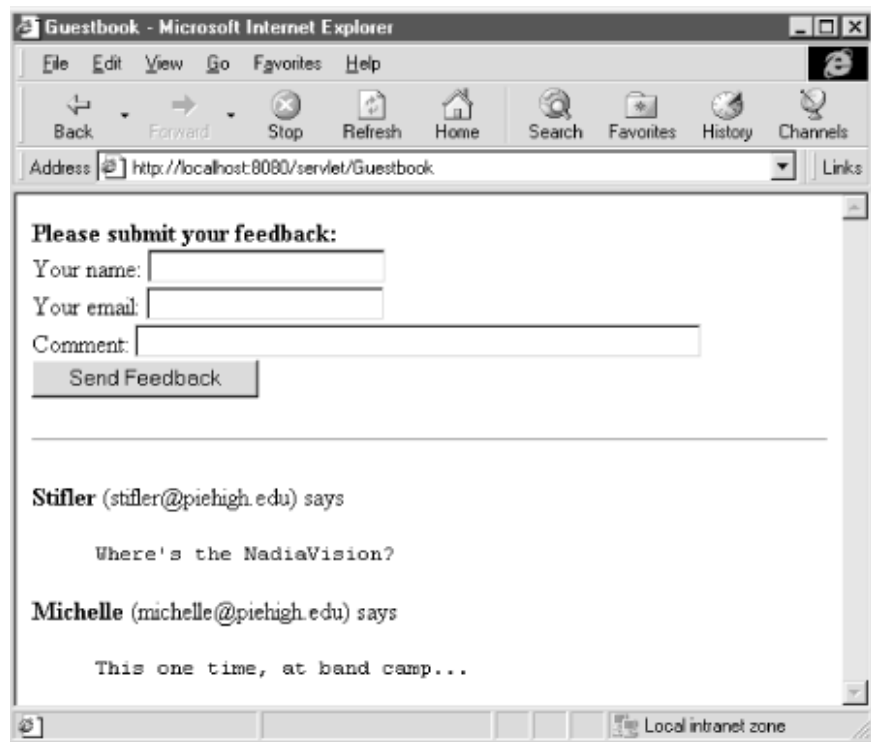 Guestbook - Microsoft Internet Explorer
File Edit View Go Favorites Help
Back Forward Stop Refresh Home Search Favorites History Channels
Address http://localhost:8080/servlet/Guestbook Links
Please submit your feedback:
Your name:
Your email:
Comment:
Send Feedback
Stifler (stifler@piehigh.edu) says
Where's the NadiaVision?
Michelle (michelle@piehigh.edu) says
This one time, at band camp...
Local intranet zone